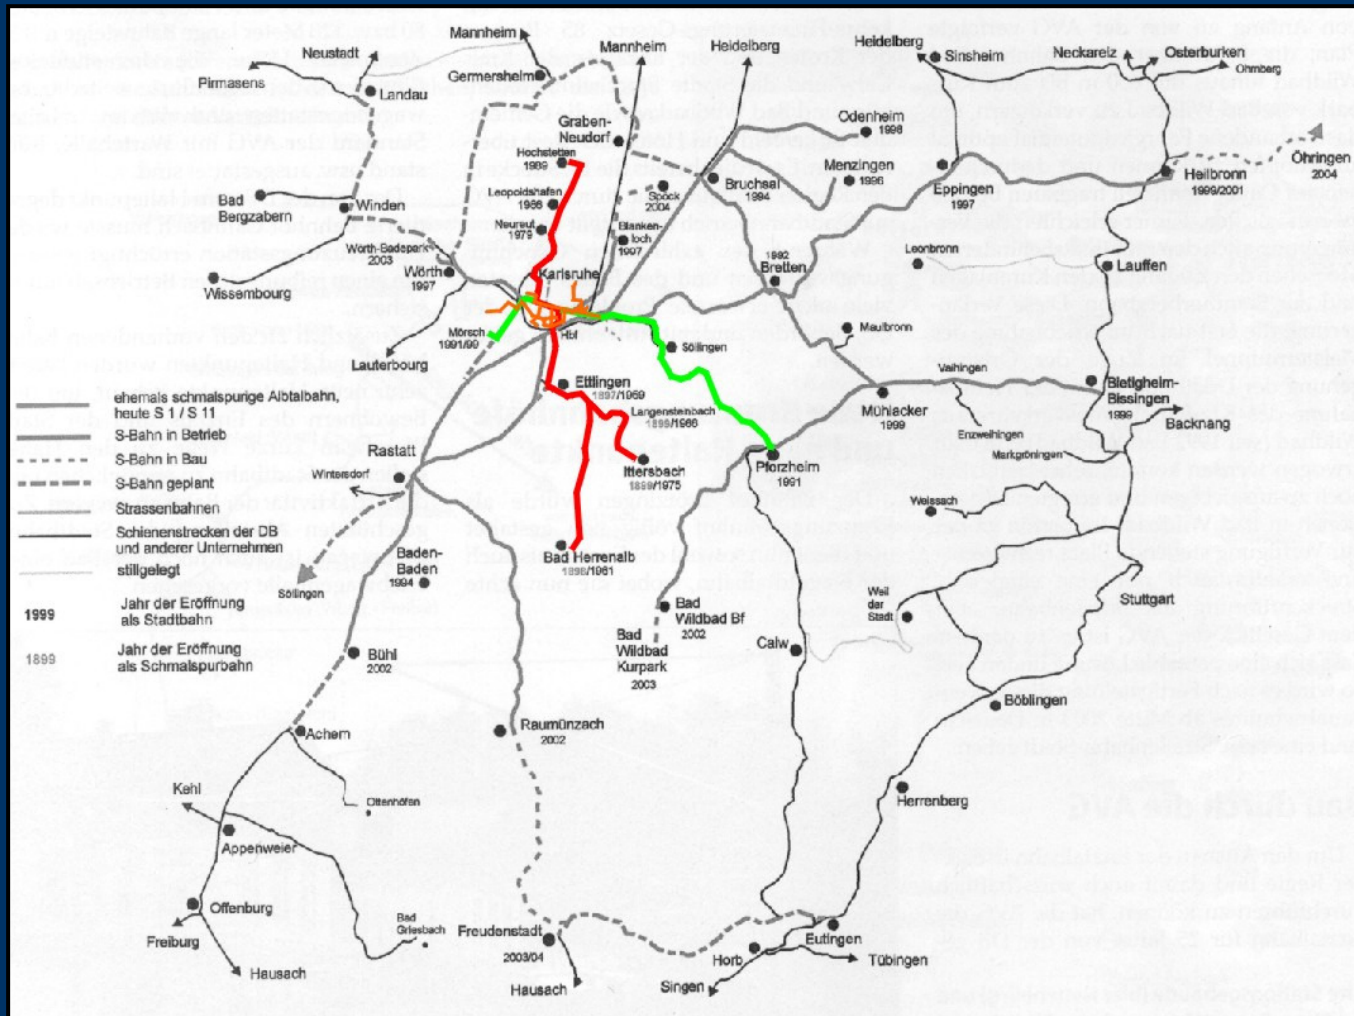 Neustadt
Pirmasens
Landau
Mannheim
Germersheim
Mannheim
Heidelberg
Heidelberg
Sinsheim
Neckarelz
Osterburken
Graben-
Neudorf
Hochstetten
1989
Leopoldshafen
1986
Neureut
1979
Spöck
2004
Blanken-
loch
1997
Bruchsal
1994
Odenheim
1998
Menzingen
1996
Eppingen
1997
Heilbronn
1999/2001
Öhringen
2004
Bad
Bergzabern
Winden
Wörth-Badepark
2003
Wörth
1997
Wissembourg
Karlsruhe
Hbf
Mörsch
1991/99
Lauterbourg
1992
Bretten
Leonbronn
Lauffen
Maulbronn
Söllingen
Ettlingen
1897/1969
Langensteinbach
1899/1966
Ittersbach
1899/1975
Bad Herrenalb
1898/1961
Mühlacker
1999
Vaihingen
Enzweihingen
Bietigheim-
Bissingen
1999
Backnang
Markgröningen
Pforzheim
1991
Weissach
ehemals schmalspurige Albtalbahn,
heute S 1 / S 11
S-Bahn in Betrieb
S-Bahn in Bau
S-Bahn geplant
Strassenbahnen
Schienenstrecken der DB
und anderer Unternehmen
stillgelegt
1999
Jahr der Eröffnung
als Stadtbahn
1899
Jahr der Eröffnung
als Schmalspurbahn
Rastatt
Wintersdorf
Baden-
Baden
1994
Söllingen
Bühl
2002
Bad
Wildbad Bf
2002
Bad
Wildbad
Kurpark
2003
Weil
der
Stadt
Stuttgart
Calw
Böblingen
Raumünzach
2002
Achern
Ottenhöfen
Kehl
Appenweier
Herrenberg
Offenburg
Freiburg
Hausach
Bad
Griesbach
Freudenstadt
2003/04
Hausach
Eutingen
Horb
Tübingen
Singen